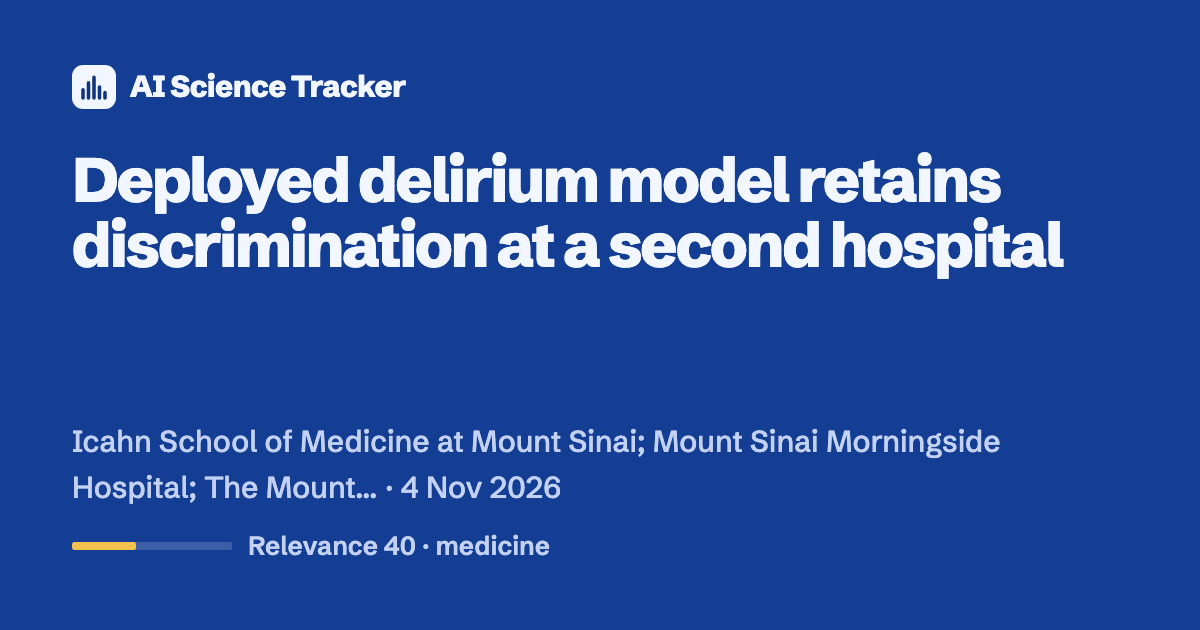 AI Science Tracker
Deployed delirium model retains
discrimination at a second hospital
Icahn School of Medicine at Mount Sinai; Mount Sinai Morningside
Hospital; The Mount... · 4 Nov 2026
Relevance 40 · medicine